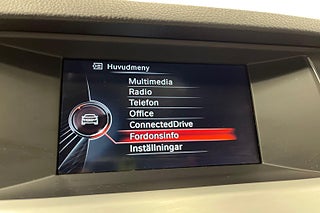 Huvudmeny
Multimedia
Radio
Telefon
Office
ConnectedDrive
Fordonsinfo
Inställningar